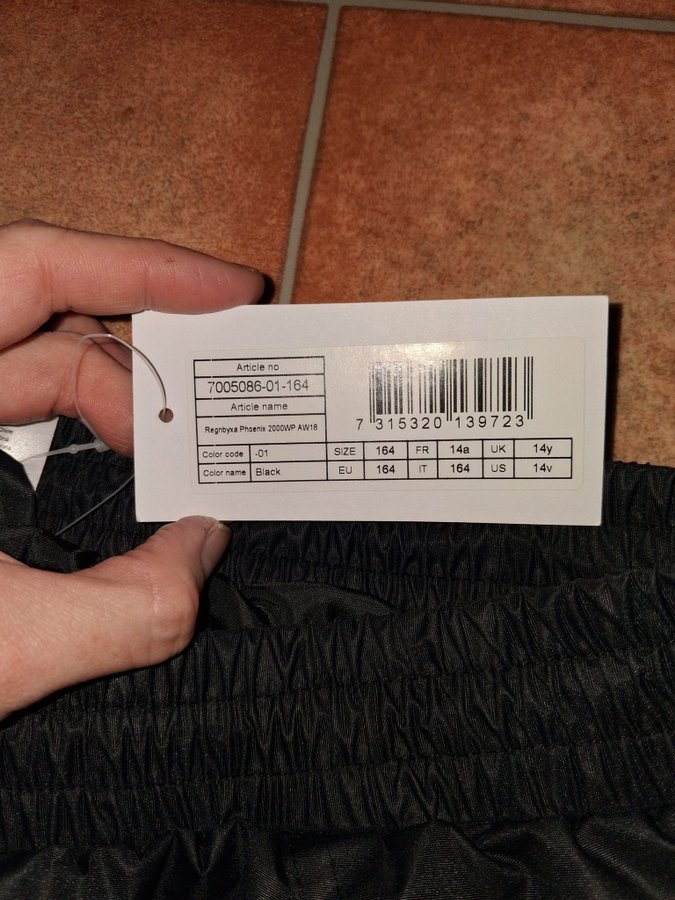 Article no
7005086-01-164
Article name
Regnbyxa Phoenix 2000WP AW18
7 315320 139723
Color code -01 SIZE 164 FR 14a UK 14y
Color name Black EU 164 IT 164 US 14y